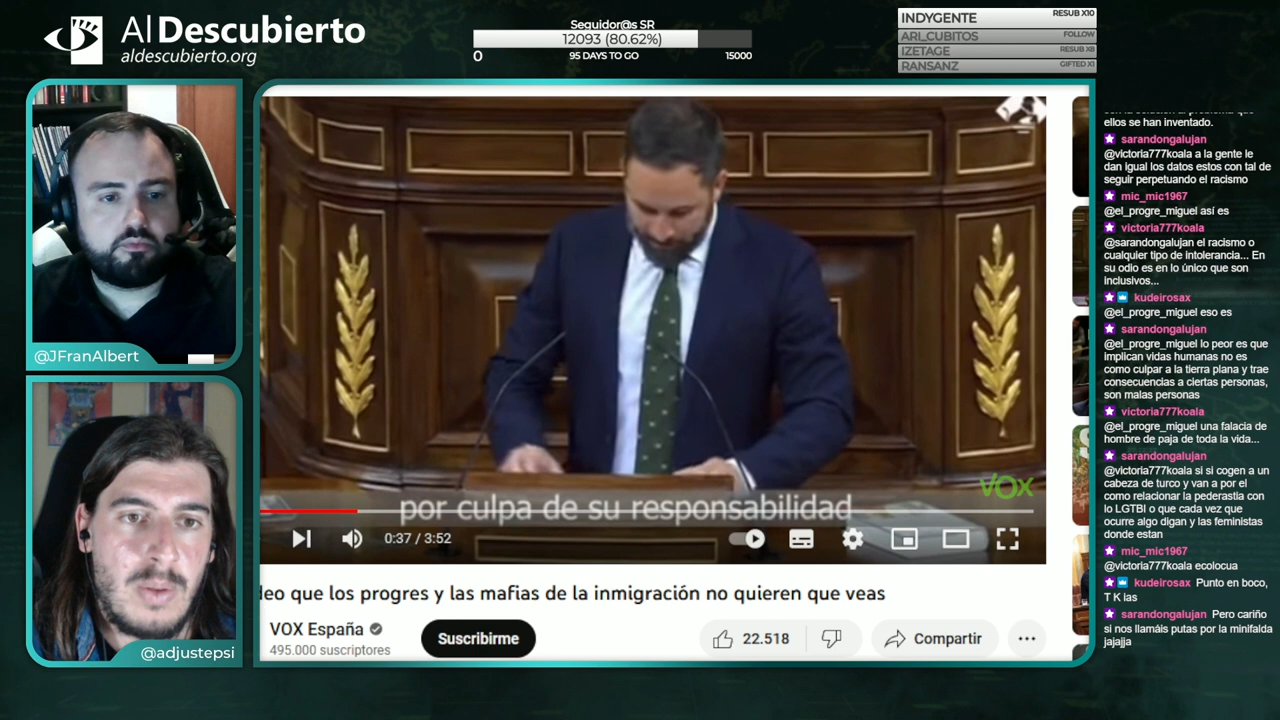 Al Descubierto
aldescubierto.org
Seguidor@s SR
12093 (80.62%)
0
95 DAYS TO GO
15000
INDYGENTE
RESUB X10
ARI_CUBITOS
FOLLOW
IZETAGE
RESUB X8
RANSANZ
GIFTED X1
@JFranAlbert
@adjustepsi
VOX
por culpa de su responsabilidad
0:37 / 3:52
deo que los progres y las mafias de la inmigración no quieren que veas
VOX España
495.000 suscriptores
Suscribirme
22.518
Compartir
ellos se han inventado.
sarandongalujan
@victoria777koala a la gente le
dan igual los datos estos con tal de
seguir perpetuando el racismo
mic_mic1967
@el_progre_miguel así es
victoria777koala
@sarandongalujan el racismo o
cualquier tipo de intolerancia... En
su odio es en lo único que son
inclusivos...
kudeirosax
@el_progre_miguel eso es
sarandongalujan
@el_progre_miguel lo peor es que
implican vidas humanas no es
como culpar a la tierra plana y trae
consecuencias a ciertas personas,
son malas personas
victoria777koala
@el_progre_miguel una falacia de
hombre de paja de toda la vida...
sarandongalujan
@victoria777koala si si cogen a un
cabeza de turco y van a por el
como relacionar la pederastia con
lo LGTBI o que cada vez que
ocurre algo digan y las feministas
donde estan
mic_mic1967
@victoria777koala ecolocua
kudeirosax Punto en boco,
T K las
sarandongalujan Pero cariño
si nos llamáis putas por la minifalda
jajajja